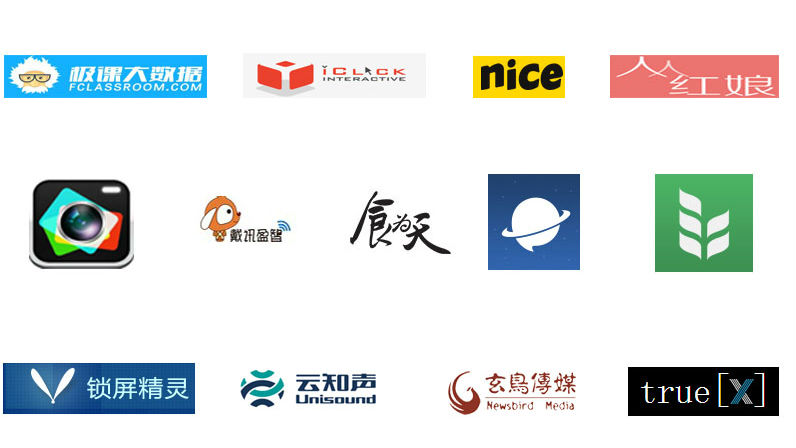 极课大数据
FCLASSROOM.COM
iCLICK
INTERACTIVE
nice
人人
红娘
戴讯盈智
食为天
锁屏精灵
云知声
Unisound
玄鳥傳媒
Newsbird Media
true[X]